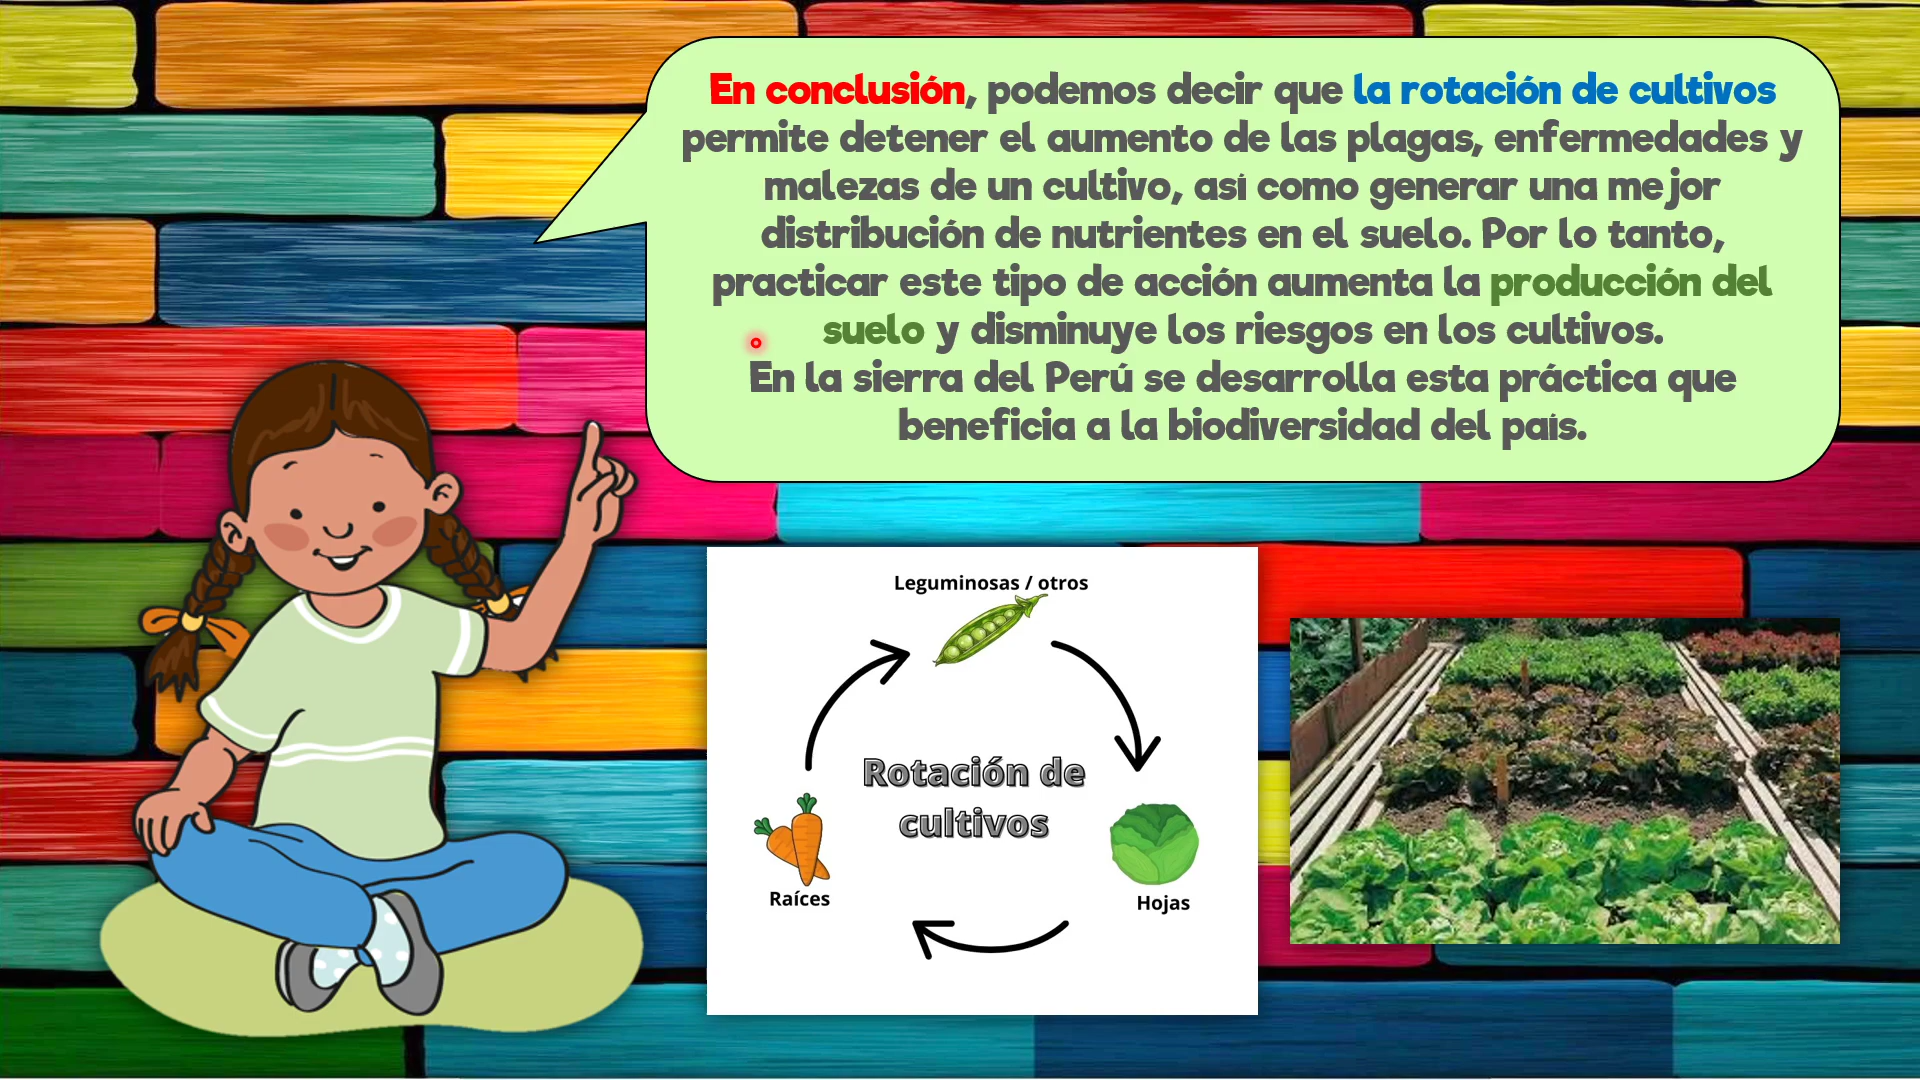 En conclusión, podemos decir que la rotación de cultivos
permite detener el aumento de las plagas, enfermedades y
malezas de un cultivo, así como generar una mejor
distribución de nutrientes en el suelo. Por lo tanto,
practicar este tipo de acción aumenta la producción del
suelo y disminuye los riesgos en los cultivos.
En la sierra del Perú se desarrolla esta práctica que
beneficia a la biodiversidad del país.
Leguminosas / otros
Rotación de
cultivos
Raíces
Hojas